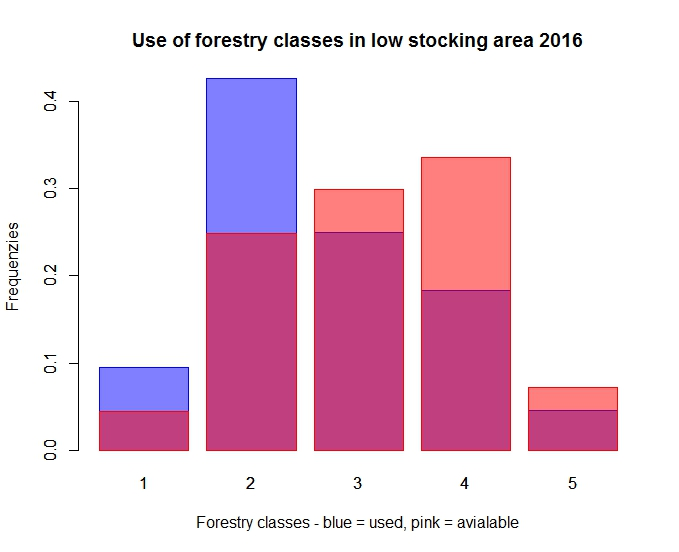 Use of forestry classes in low stocking area 2016
0.4
0.3
0.2
0.1
0.0
Frequenzies
1 2 3 4 5
Forestry classes - blue = used, pink = avialable